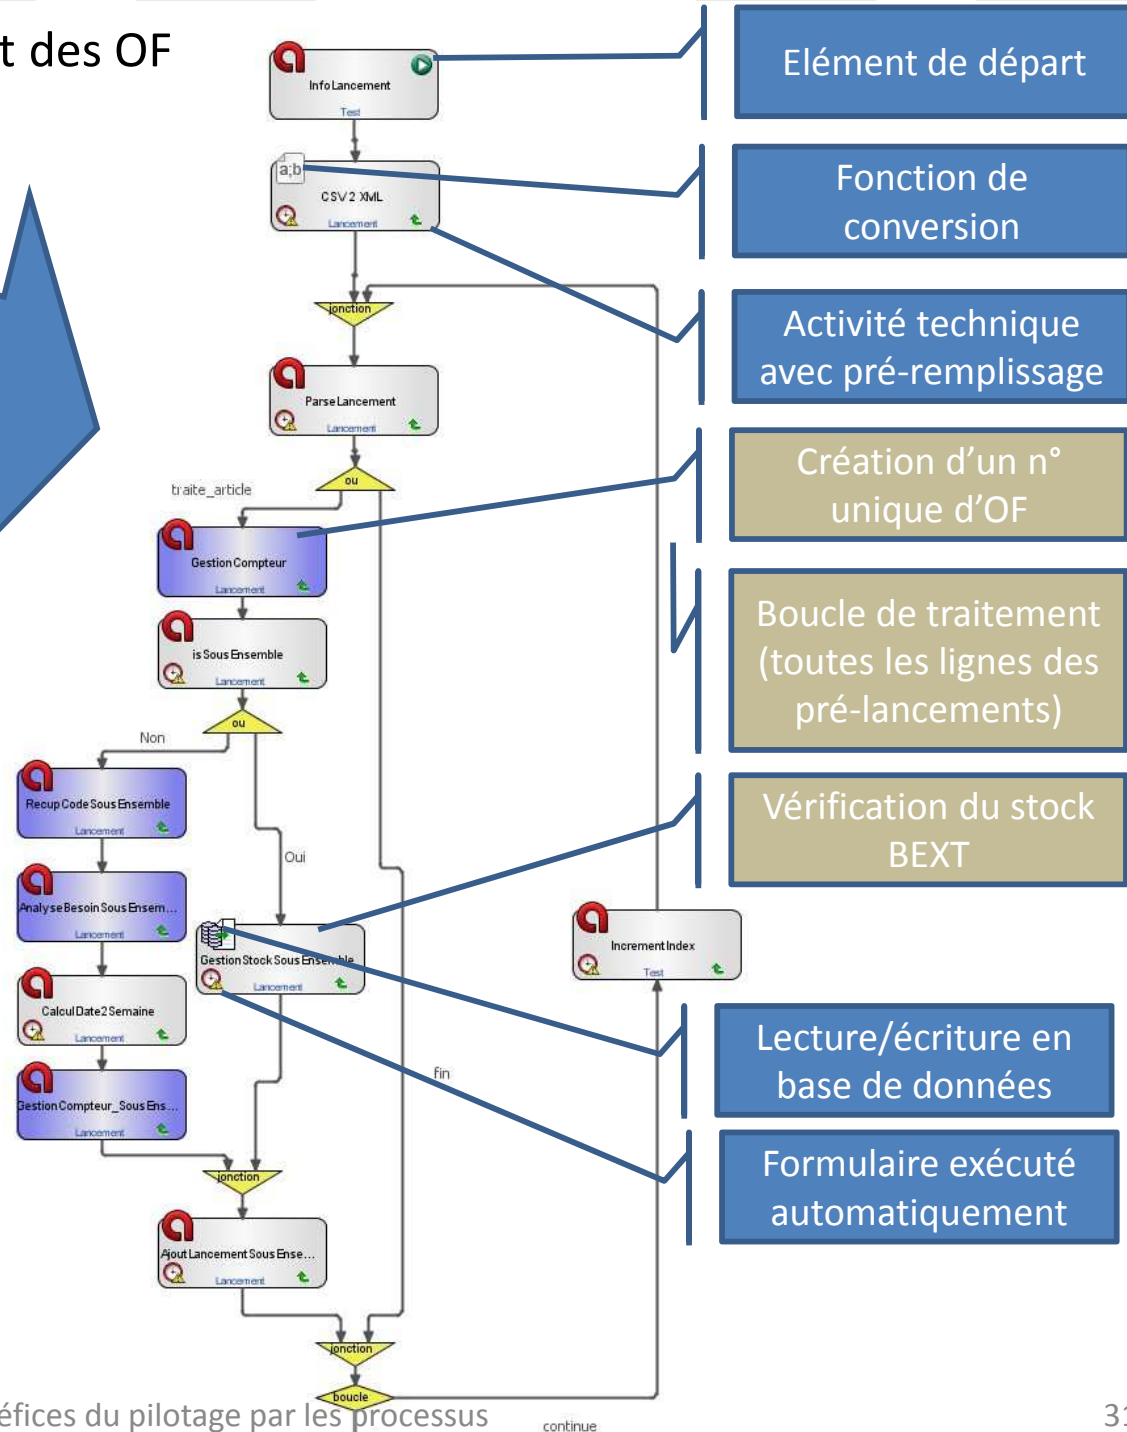 t des OF
Info Lancement
Test
Elément de départ
a;b
CSV 2 XML
Lancement
Fonction de
conversion
jonction
Activité technique
avec pré-remplissage
Parse Lancement
Lancement
ou
traite_article
Création d’un n°
unique d’OF
Gestion Compteur
Lancement
is Sous Ensemble
Lancement
Boucle de traitement
(toutes les lignes des
pré-lancements)
ou
Non
Recup Code Sous Ensemble
Lancement
Vérification du stock
BEXT
Oui
Analyse Besoin Sous Ensem...
Lancement
Gestion Stock Sous Ensemble
Lancement
Increment Index
Test
Calcul Date2 Semaine
Lancement
Lecture/écriture en
base de données
fin
Gestion Compteur_Sous Ens...
Lancement
Formulaire exécuté
automatiquement
jonction
Ajout Lancement Sous Ense...
Lancement
jonction
boucle
éfices du pilotage par les processus
continue
31